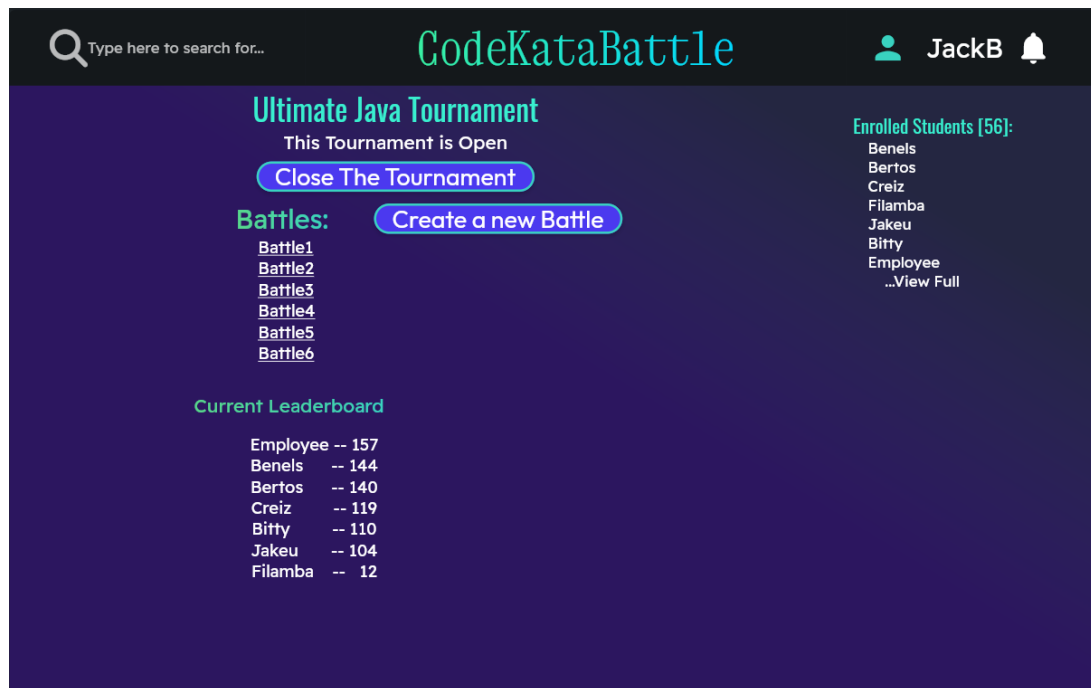 Type here to search for...
CodeKataBattle
JackB
Ultimate Java Tournament
This Tournament is Open
Close The Tournament
Battles:
Create a new Battle
Battle1
Battle2
Battle3
Battle4
Battle5
Battle6
Current Leaderboard
Employee -- 157
Benels -- 144
Bertos -- 140
Creiz -- 119
Bitty -- 110
Jakeu -- 104
Filamba -- 12
Enrolled Students [56]:
Benels
Bertos
Creiz
Filamba
Jakeu
Bitty
Employee
...View Full